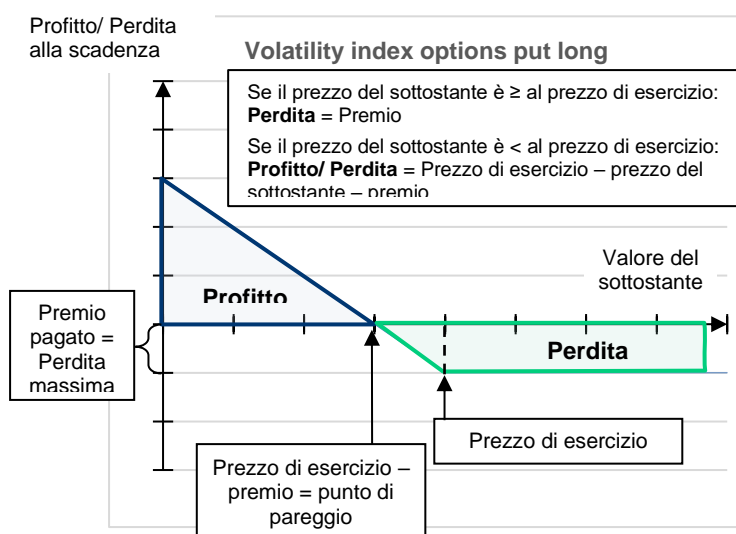 Profitto/ Perdita
alla scadenza
Volatility index options put long
Se il prezzo del sottostante è ≥ al prezzo di esercizio:
Perdita = Premio
Se il prezzo del sottostante è < al prezzo di esercizio:
Profitto/ Perdita = Prezzo di esercizio – prezzo del
sottostante – premio
Valore del
sottostante
Profitto
Premio
pagato =
Perdita
massima
Perdita
Prezzo di esercizio
Prezzo di esercizio –
premio = punto di
pareggio